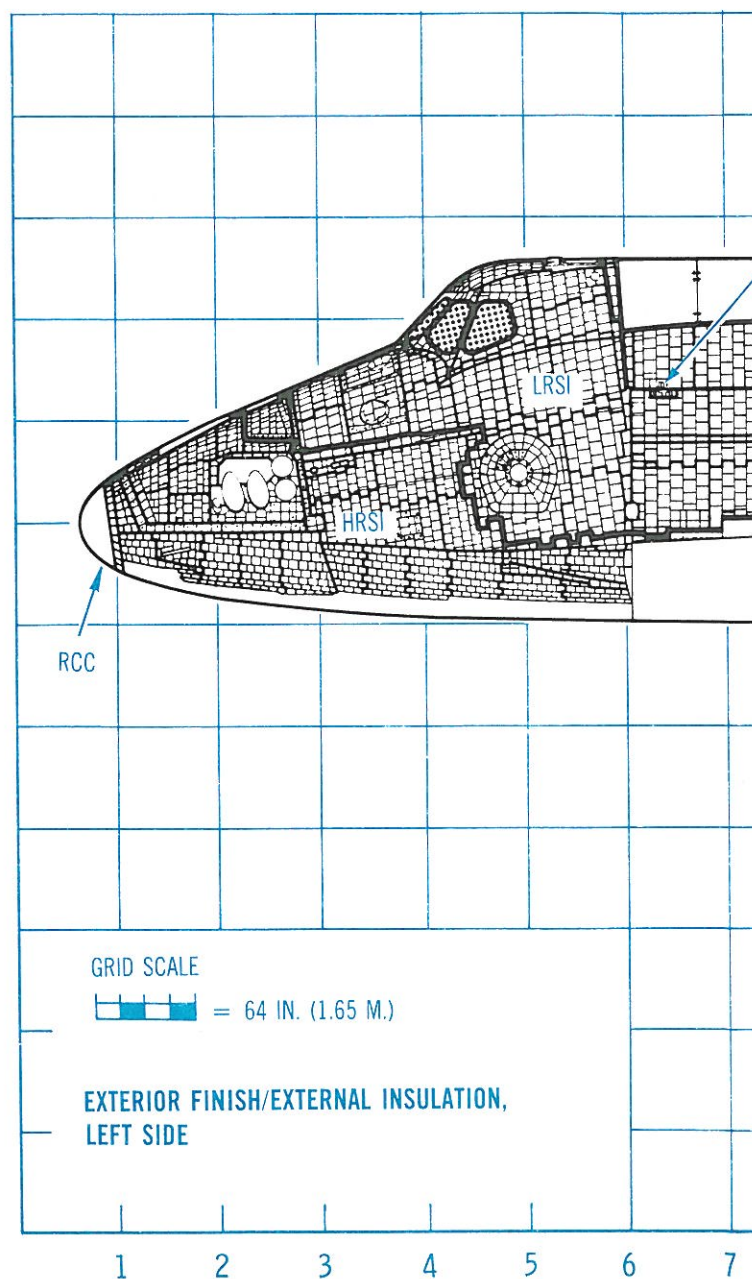 LRSI
HRSI
RCC
GRID SCALE
= 64 IN. (1.65 M.)
EXTERIOR FINISH/EXTERNAL INSULATION,
LEFT SIDE
1 2 3 4 5 6 7